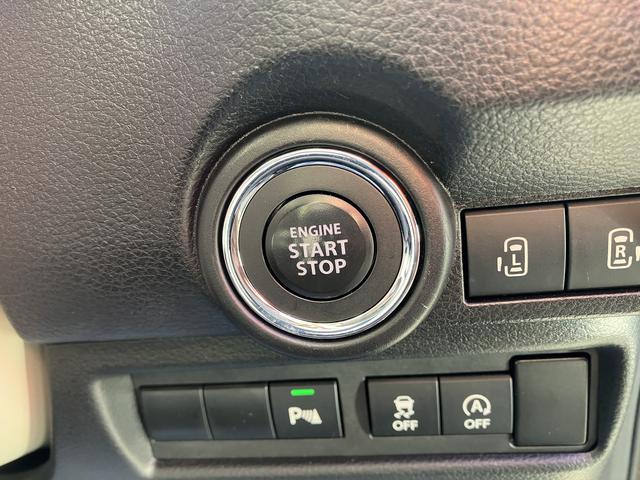 ENGINE
START
STOP
L
R
P
OFF
A
OFF